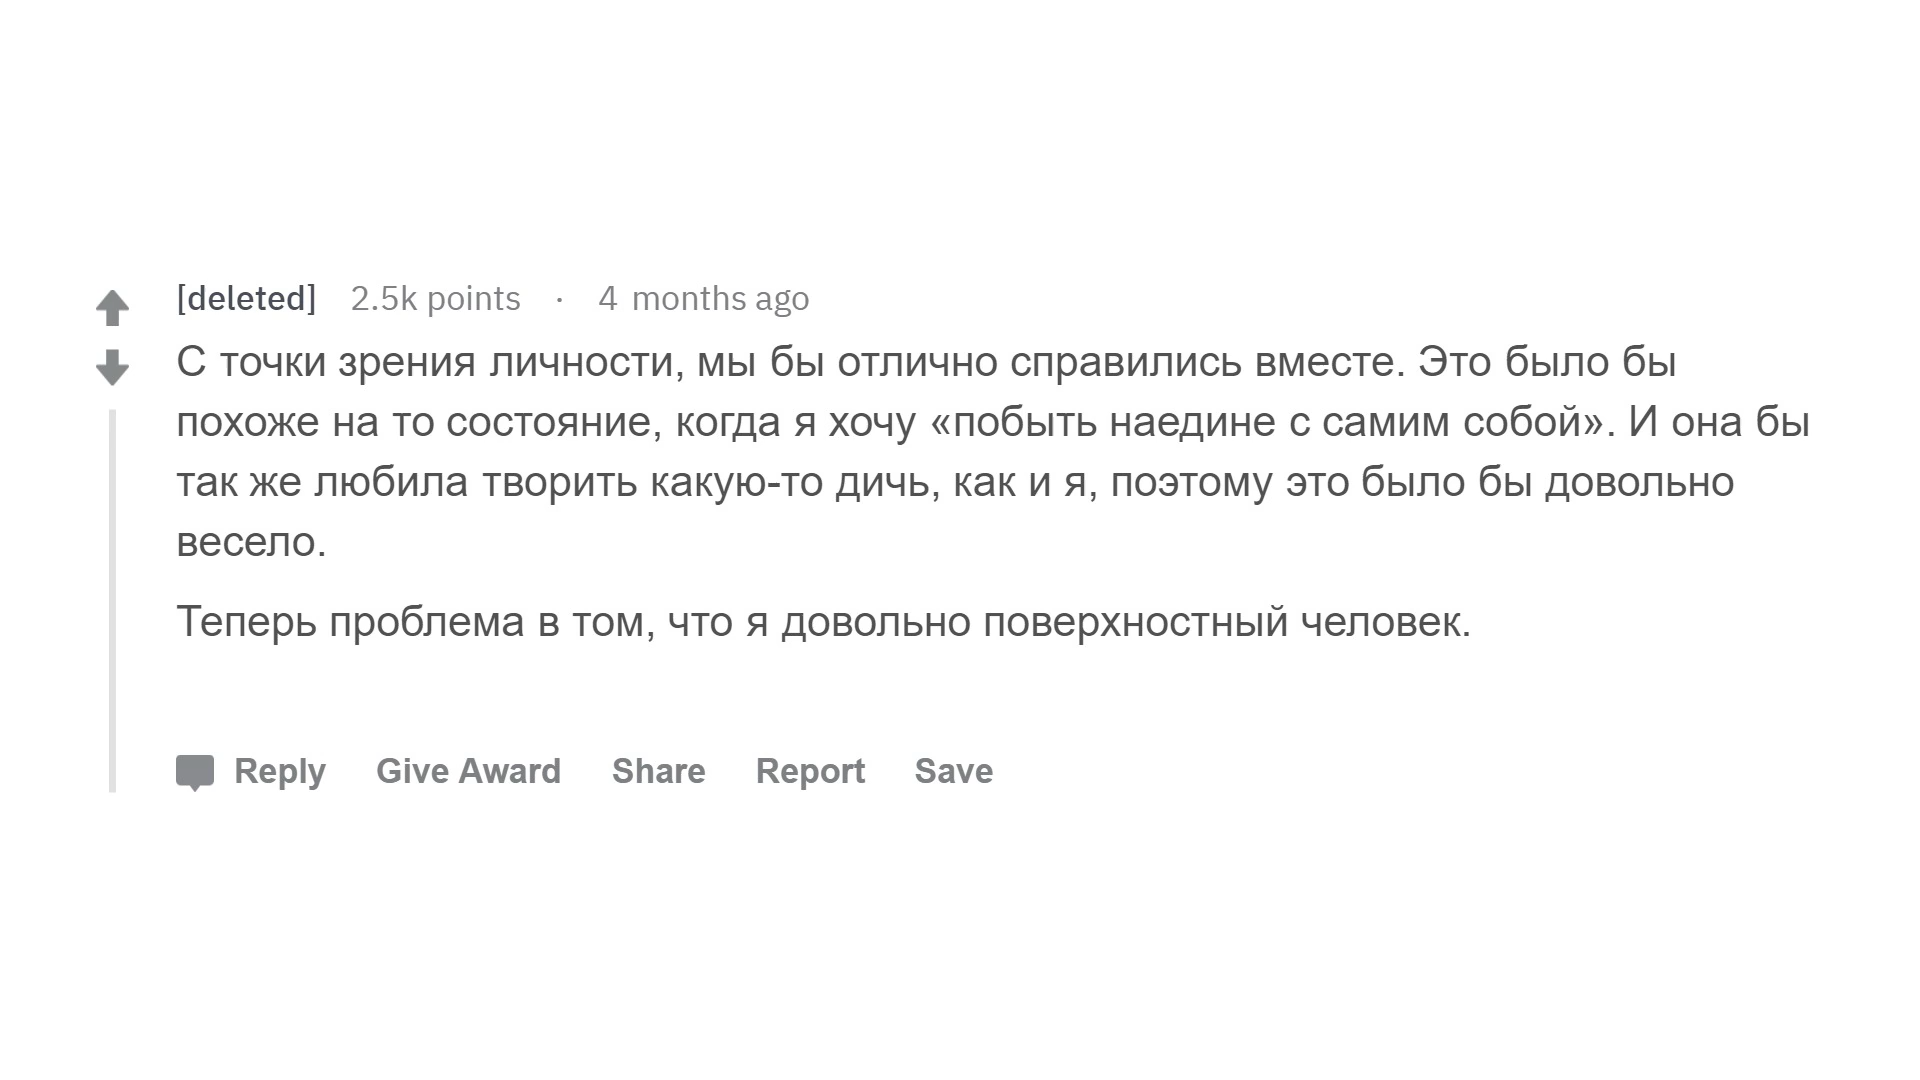 [deleted] 2.5k points · 4 months ago
С точки зрения личности, мы бы отлично справились вместе. Это было бы
похоже на то состояние, когда я хочу «побыть наедине с самим собой». И она бы
так же любила творить какую-то дичь, как и я, поэтому это было бы довольно
весело.
Теперь проблема в том, что я довольно поверхностный человек.
Reply Give Award Share Report Save